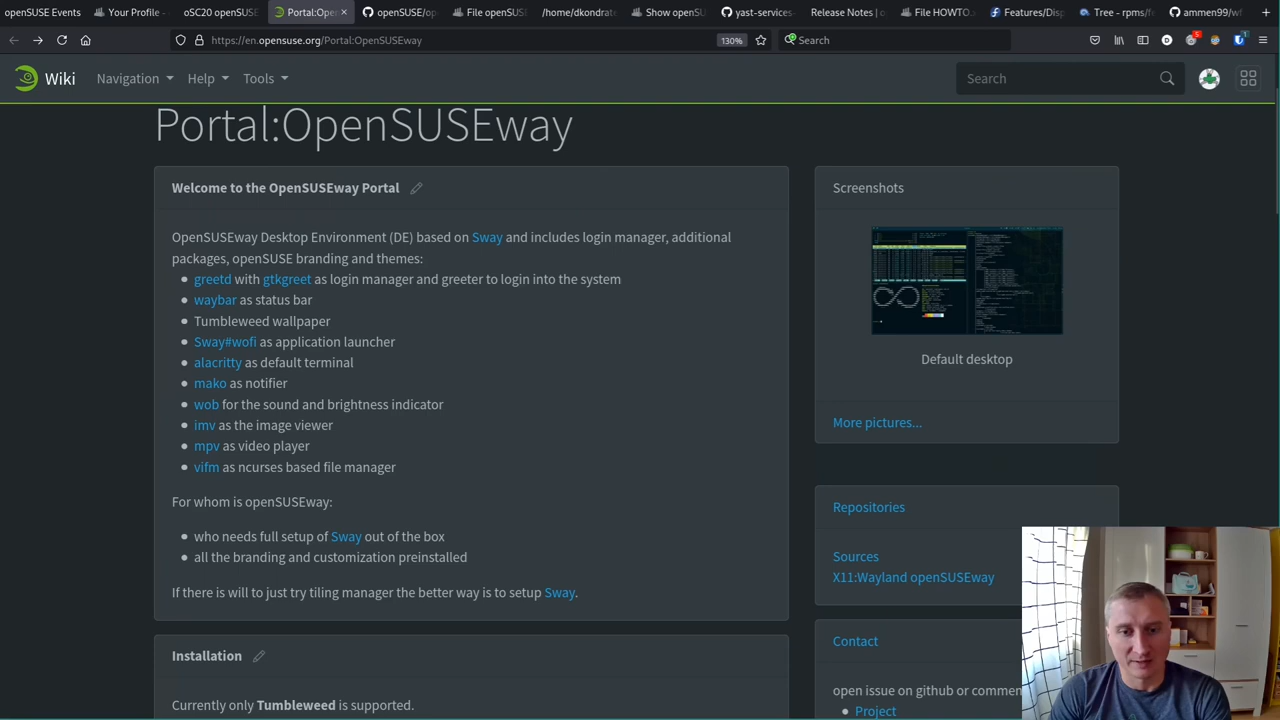 openSUSE Events
Your Profile -
oSC20 openSUSE
Portal:Open
openSUSE/op
File openSUS
/home/dkondrate
Show openSU
yast-services-
Release Notes | o
File HOWTO.
Features/Disp
Tree - rpms/fr
ammen99/wf
https://en.opensuse.org/Portal:OpenSUSEway
130%
Search
5
1
Wiki
Navigation
Help
Tools
Search
Portal:OpenSUSEway
Welcome to the OpenSUSEway Portal
OpenSUSEway Desktop Environment (DE) based on Sway and includes login manager, additional
packages, openSUSE branding and themes:
greetd with gtkgreet as login manager and greeter to login into the system
waybar as status bar
Tumbleweed wallpaper
Sway#wofi as application launcher
alacritty as default terminal
mako as notifier
wob for the sound and brightness indicator
imv as the image viewer
mpv as video player
vifm as ncurses based file manager
For whom is openSUSEway:
who needs full setup of Sway out of the box
all the branding and customization preinstalled
If there is will to just try tiling manager the better way is to setup Sway.
Installation
Currently only Tumbleweed is supported.
Screenshots
Default desktop
More pictures...
Repositories
Sources
X11:Wayland openSUSEway
Contact
open issue on github or commen
Project